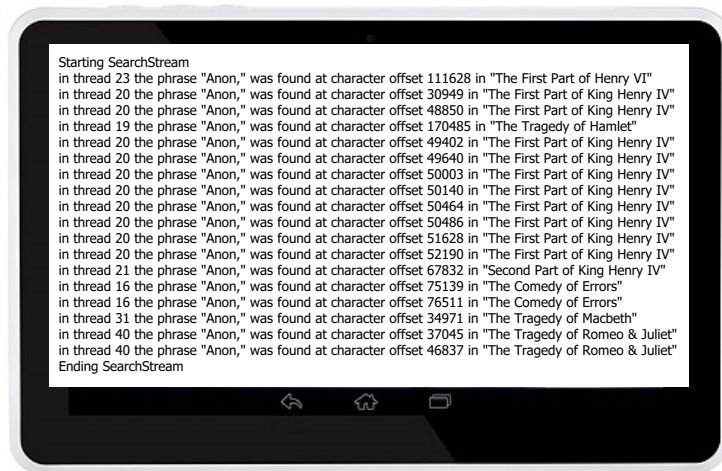 Starting SearchStream
in thread 23 the phrase "Anon," was found at character offset 111628 in "The First Part of Henry VI"
in thread 20 the phrase "Anon," was found at character offset 30949 in "The First Part of King Henry IV"
in thread 20 the phrase "Anon," was found at character offset 48850 in "The First Part of King Henry IV"
in thread 19 the phrase "Anon," was found at character offset 170485 in "The Tragedy of Hamlet"
in thread 20 the phrase "Anon," was found at character offset 49402 in "The First Part of King Henry IV"
in thread 20 the phrase "Anon," was found at character offset 49640 in "The First Part of King Henry IV"
in thread 20 the phrase "Anon," was found at character offset 50003 in "The First Part of King Henry IV"
in thread 20 the phrase "Anon," was found at character offset 50140 in "The First Part of King Henry IV"
in thread 20 the phrase "Anon," was found at character offset 50464 in "The First Part of King Henry IV"
in thread 20 the phrase "Anon," was found at character offset 50486 in "The First Part of King Henry IV"
in thread 20 the phrase "Anon," was found at character offset 51628 in "The First Part of King Henry IV"
in thread 20 the phrase "Anon," was found at character offset 52190 in "The First Part of King Henry IV"
in thread 21 the phrase "Anon," was found at character offset 67832 in "Second Part of King Henry IV"
in thread 16 the phrase "Anon," was found at character offset 75139 in "The Comedy of Errors"
in thread 16 the phrase "Anon," was found at character offset 76511 in "The Comedy of Errors"
in thread 31 the phrase "Anon," was found at character offset 34971 in "The Tragedy of Macbeth"
in thread 40 the phrase "Anon," was found at character offset 37045 in "The Tragedy of Romeo & Juliet"
in thread 40 the phrase "Anon," was found at character offset 46837 in "The Tragedy of Romeo & Juliet"
Ending SearchStream